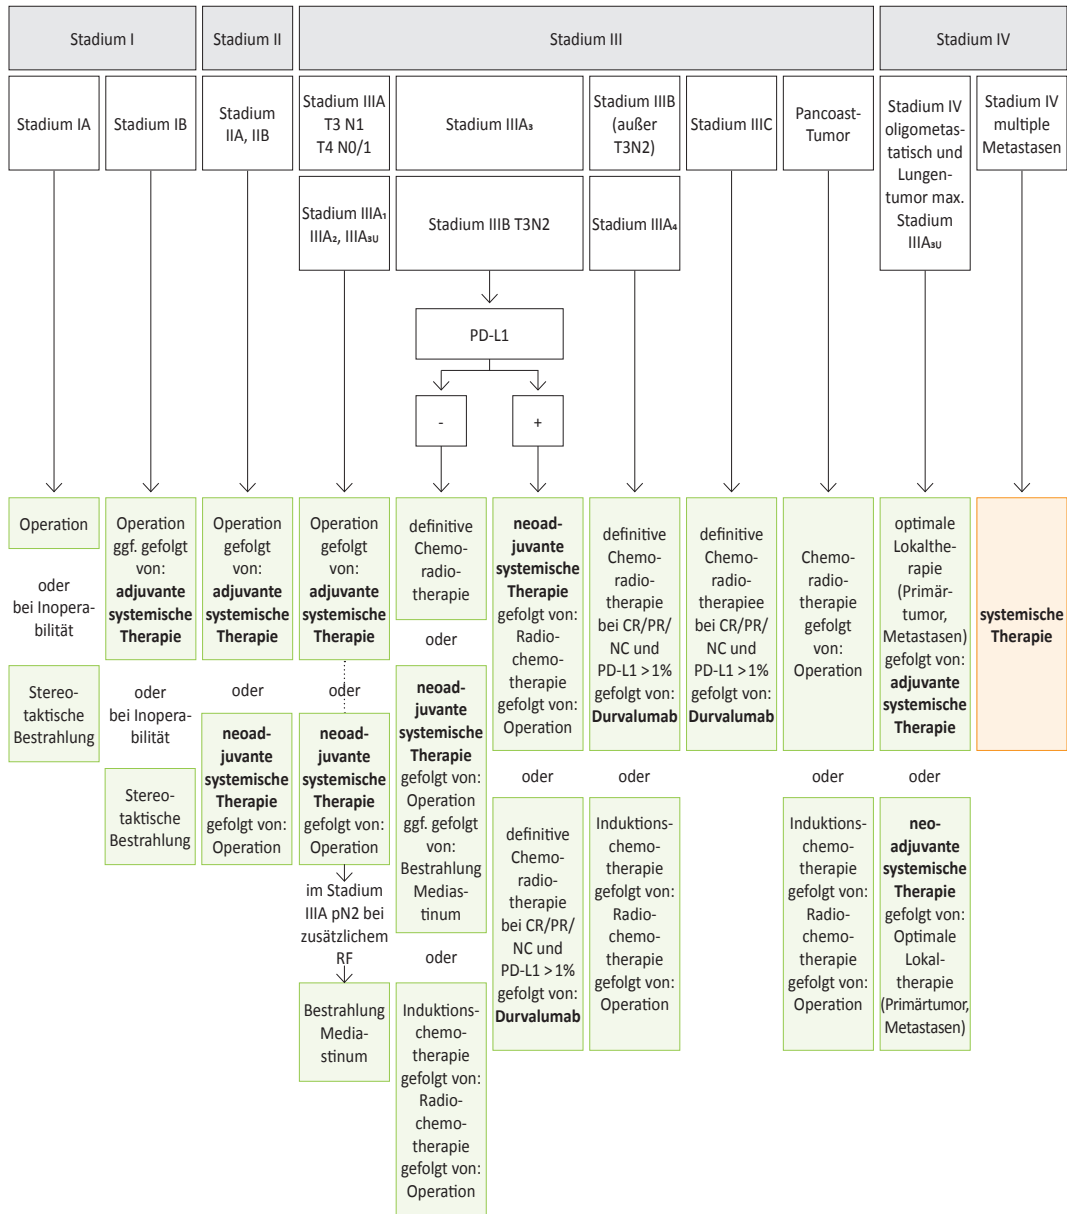 Stadium I
Stadium II
Stadium III
Stadium IV
Stadium IA
Stadium IB
Stadium
IIA, IIB
Stadium IIIA
T3 N1
T4 N0/1
Stadium IIIA₃
Stadium IIIB
(außer
T3N2)
Stadium IIIC
Pancoast-
Tumor
Stadium IV
oligometas-
tatisch und
Lungen-
tumor max.
Stadium
IIIA₃ᵤ
Stadium IV
multiple
Metastasen
Stadium IIIA₁
IIIA₂, IIIA₃ᵤ
Stadium IIIB T3N2
Stadium IIIA₄
PD-L1
-
+
Operation
oder
bei Inopera-
bilität
Stereo-
taktische
Bestrahlung
Operation
ggf. gefolgt
von:
adjuvante
systemische
Therapie
oder
bei Inopera-
bilität
Stereo-
taktische
Bestrahlung
Operation
gefolgt
von:
adjuvante
systemische
Therapie
oder
neoad-
juvante
systemische
Therapie
gefolgt von:
Operation
Operation
gefolgt
von:
adjuvante
systemische
Therapie
oder
neoad-
juvante
systemische
Therapie
gefolgt von:
Operation
im Stadium
IIIA pN2 bei
zusätzlichem
RF
Bestrahlung
Media-
stinum
definitive
Chemo-
radio-
therapie
oder
neoad-
juvante
systemische
Therapie
gefolgt von:
Operation
ggf. gefolgt
von:
Bestrahlung
Medias-
tinum
oder
Induktions-
chemo-
therapie
gefolgt von:
Radio-
chemo-
therapie
gefolgt von:
Operation
neoad-
juvante
systemische
Therapie
gefolgt von:
Radio-
chemo-
therapie
gefolgt von:
Operation
oder
definitive
Chemo-
radio-
therapie
bei CR/PR/
NC und
PD-L1 >1%
gefolgt von:
Durvalumab
definitive
Chemo-
radio-
therapie
bei CR/PR/
NC und
PD-L1 >1%
gefolgt von:
Durvalumab
oder
Induktions-
chemo-
therapie
gefolgt von:
Radio-
chemo-
therapie
gefolgt von:
Operation
definitive
Chemo-
radio-
therapiee
bei CR/PR/
NC und
PD-L1 >1%
gefolgt von:
Durvalumab
Chemo-
radio-
therapie
gefolgt
von:
Operation
oder
Induktions-
chemo-
therapie
gefolgt von:
Radio-
chemo-
therapie
gefolgt von:
Operation
optimale
Lokalthe-
rapie
(Primär-
tumor,
Metastasen)
gefolgt von:
adjuvante
systemische
Therapie
oder
neo-
adjuvante
systemische
Therapie
gefolgt von:
Optimale
Lokal-
therapie
(Primärtumor,
Metastasen)
systemische
Therapie